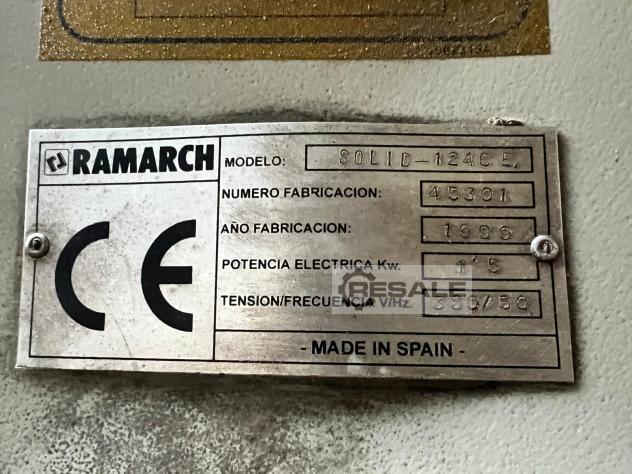 RAMARCH
CE
MODELO: SOLID-124CE.
NUMERO FABRICACION: 45301
AÑO FABRICACION: 1999
POTENCIA ELECTRICA Kw. 1'5
TENSION/FRECUENCIA V/Hz. 380/50
RESALE
- MADE IN SPAIN -